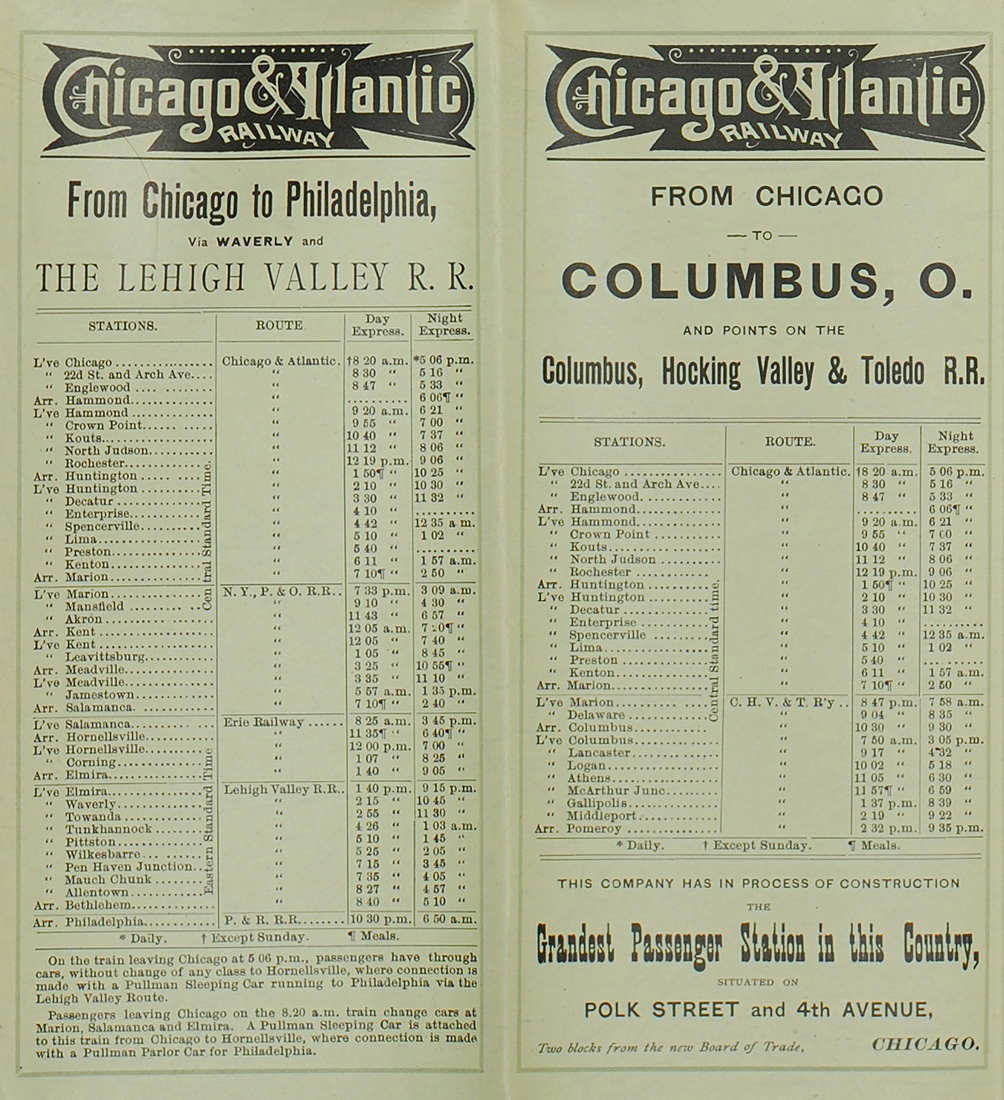 Chicago & Atlantic
RAILWAY
From Chicago to Philadelphia,
Via WAVERLY and
THE LEHIGH VALLEY R. R.
STATIONS. ROUTE Day Express. Night Express.
L've Chicago ................. Chicago & Atlantic. †8 20 a.m. *5 06 p.m.
“ 22d St. and Arch Ave.... “ 8 30 “ 5 16 “
“ Englewood .... ........ “ 8 47 “ 5 33 “
Arr. Hammond............... “ .......... 6 06¶ “
L've Hammond ............... “ 9 20 a.m. 6 21 “
“ Crown Point...... ....... “ 9 55 “ 7 00 “
“ Kouts.................... “ 10 40 “ 7 37 “
“ North Judson............ “ 11 12 “ 8 06 “
“ Rochester............... “ 12 19 p.m. 9 06 “
Arr. Huntington ..... ..... “ 1 50¶ “ 10 25 “
L've Huntington ............ “ 2 10 “ 10 30 “
“ Decatur ................. “ 3 30 “ 11 32 “
“ Enterprise............... “ 4 10 “ ..........
“ Spencerville............. “ 4 42 “ 12 35 a m.
“ Lima..................... “ 5 10 “ 1 02 “
“ Preston.................. “ 5 40 “ ..........
“ Kenton .................. “ 6 11 “ 1 57 a.m.
Arr. Marion................. “ 7 10¶ “ 2 50 “
L've Marion ................ N. Y., P. & O. R.R.. 7 33 p.m. 3 09 a.m.
“ Mansfield ......... ..... “ 9 10 “ 4 30 “
“ Akron ................... “ 11 43 “ 6 57 “
Arr. Kent .................. “ 12 05 a.m. “
L've Kent .................. “ 12 05 “ 7 40 “
“ Leavittsburg............. “ 1 05 “ 8 45 “
Arr. Meadville.............. “ 3 25 “ 10 55¶ “
L've Meadville.............. “ 3 35 “ 11 10 “
“ Jamestown ............... “ 5 57 a.m. 1 35 p.m.
Arr. Salamanca. ............ “ 7 10¶ “ 2 40 “
Central Standard Time.
L've Salamanca.............. Erie Railway ...... 8 25 a.m. 3 45 p.m.
Arr. Hornellsville.......... “ 11 35¶ “ 6 40¶ “
L've Hornellsville.......... “ 12 00 p.m. 7 00 “
“ Corning.................. “ 1 07 “ 8 25 “
Arr. Elmira................. “ 1 40 “ 9 05 “
L've Elmira................. Lehigh Valley R.R.. 1 40 p.m. 9 15 p.m.
“ Waverly.................. “ 2 15 “ 10 45 “
“ Towanda ................. “ 2 55 “ 11 30 “
“ Tunkhannock ............. “ 4 26 “ 1 03 a.m.
“ Pittston ................ “ 5 10 “ 1 45 “
“ Wilkesbarre... ....... “ 5 25 “ 2 05 “
“ Pen Haven Junction....... “ 7 15 “ 3 45 “
“ Mauch Chunk ............. “ 7 35 “ 4 05 “
“ Allentown ............... “ 8 27 “ 4 57 “
Arr. Bethlehem.............. “ 8 40 “ 5 10 “
Arr. Philadelphia........... P. & R. R.R........ 10 30 p.m. 6 50 a.m.
Eastern Standard Time
* Daily. † Except Sunday. ¶ Meals.
On the train leaving Chicago at 5 06 p.m., passengers have through
cars, without change of any class to Hornellsville, where connection is
made with a Pullman Sleeping Car running to Philadelphia via the
Lehigh Valley Route.
Passengers leaving Chicago on the 8.20 a.m. train change cars at
Marion, Salamanca and Elmira. A Pullman Sleeping Car is attached
to this train from Chicago to Hornellsville, where connection is made
with a Pullman Parlor Car for Philadelphia.
Chicago & Atlantic
RAILWAY
FROM CHICAGO
— TO —
COLUMBUS, O.
AND POINTS ON THE
Columbus, Hocking Valley & Toledo R.R.
STATIONS. ROUTE. Day Express. Night Express.
L've Chicago ................. Chicago & Atlantic. †8 20 a.m. 5 06 p.m.
“ 22d St. and Arch Ave.... “ 8 30 “ 5 16 “
“ Englewood. .............. “ 8 47 “ 5 33 “
Arr. Hammond............... “ .......... 6 06¶ “
L've Hammond............... “ 9 20 a.m. 6 21 “
“ Crown Point ............. “ 9 55 “ 7 00 “
“ Kouts.................... “ 10 40 “ 7 37 “
“ North Judson ............ “ 11 12 “ 8 06 “
“ Rochester ............... “ 12 19 p.m. 9 06 “
Arr. Huntington ............ “ 1 50¶ “ 10 25 “
L've Huntington ............ “ 2 10 “ 10 30 “
“ Decatur ................. “ 3 30 “ 11 32 “
“ Enterprise .............. “ 4 10 “ ..........
“ Spencerville ............ “ 4 42 “ 12 35 a.m.
“ Lima..................... “ 5 10 “ 1 02 “
“ Preston ................. “ 5 40 “ ..........
“ Kenton................... “ 6 11 “ 1 57 a.m.
Arr. Marion................. “ 7 10¶ “ 2 50 “
L've Marion ................ C. H. V. & T. R'y .. 8 47 p.m. 7 58 a.m.
“ Delaware ................ “ 9 04 “ 8 35 “
Arr. Columbus............... “ 10 30 “ 9 30 “
L've Columbus............... “ 7 50 a.m. 3 05 p.m.
“ Lancaster ............... “ 9 17 “ 4 32 “
“ Logan.................... “ 10 02 “ 5 18 “
“ Athens................... “ 11 05 “ 6 30 “
“ McArthur Junc............ “ 11 57¶ “ 6 59 “
“ Gallipolis............... “ 1 37 p.m. 8 39 “
“ Middleport............... “ 2 19 “ 9 22 “
Arr. Pomeroy ............... “ 2 32 p.m. 9 35 p.m.
Central Standard time.
* Daily. † Except Sunday. ¶ Meals.
THIS COMPANY HAS IN PROCESS OF CONSTRUCTION
THE
Grandest Passenger Station in this Country,
SITUATED ON
POLK STREET and 4th AVENUE,
Two blocks from the new Board of Trade, CHICAGO.